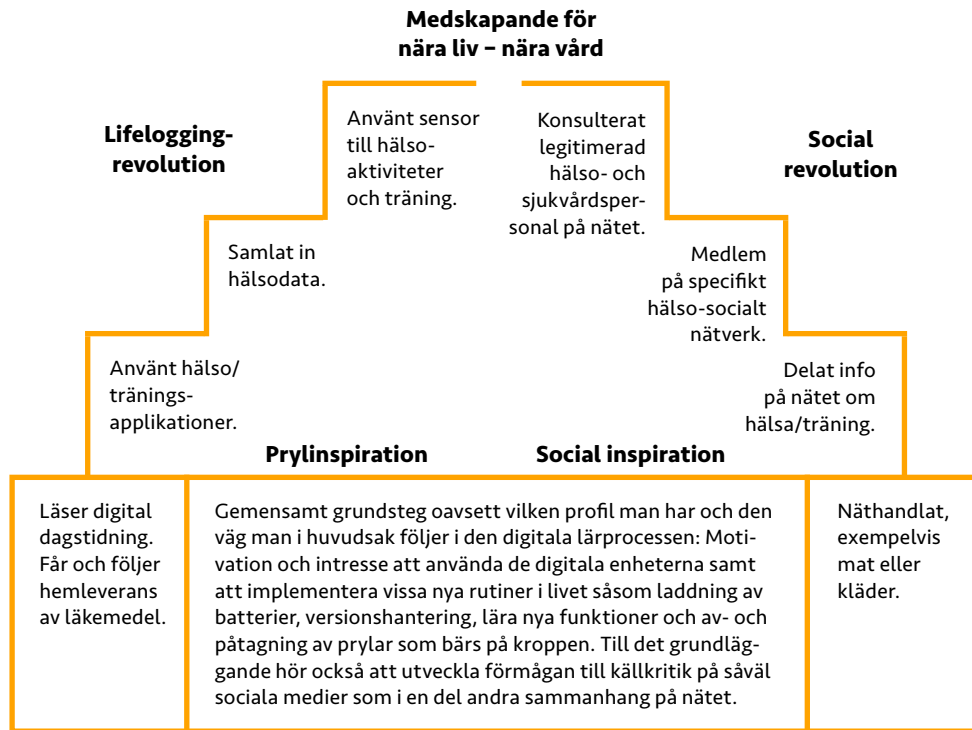 Medskapande för
nära liv – nära vård
Lifelogging-
revolution
Använt sensor
till hälso-
aktiviteter
och träning.
Konsulterat
legitimerad
hälso- och
sjukvårdsper-
sonal på nätet.
Social
revolution
Samlat in
hälsodata.
Medlem
på specifikt
hälso-socialt
nätverk.
Använt hälso/
tränings-
applikationer.
Delat info
på nätet om
hälsa/träning.
Prylinspiration
Social inspiration
Läser digital
dagstidning.
Får och följer
hemleverans
av läkemedel.
Gemensamt grundsteg oavsett vilken profil man har och den
väg man i huvudsak följer i den digitala lärprocessen: Moti-
vation och intresse att använda de digitala enheterna samt
att implementera vissa nya rutiner i livet såsom laddning av
batterier, versionshantering, lära nya funktioner och av- och
påtagning av prylar som bärs på kroppen. Till det grundläg-
gande hör också att utveckla förmågan till källkritik på såväl
sociala medier som i en del andra sammanhang på nätet.
Näthandlat,
exempelvis
mat eller
kläder.